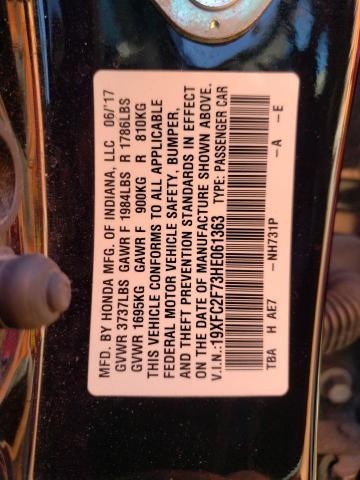 MFD. BY HONDA MFG. OF INDIANA, LLC 06/'17
GVWR 3737LBS GAWR F 1984LBS R 1786LBS
GVWR 1695KG GAWR F 900KG R 810KG
THIS VEHICLE CONFORMS TO ALL APPLICABLE
FEDERAL MOTOR VEHICLE SAFETY, BUMPER,
AND THEFT PREVENTION STANDARDS IN EFFECT
ON THE DATE OF MANUFACTURE SHOWN ABOVE.
V.I.N.: 19XFC2F73HE061363 TYPE: PASSENGER CAR
TBA H AE7 -NH731P -A -E